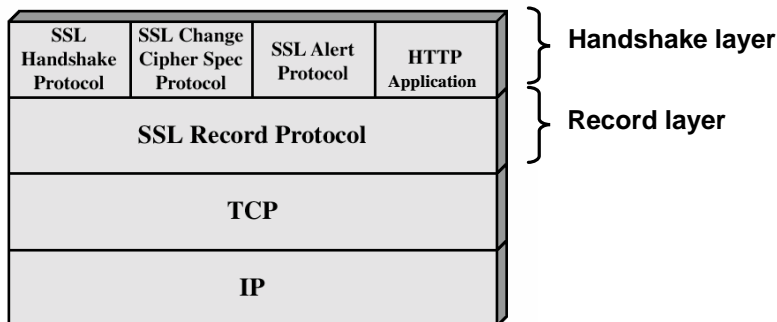 SSL
Handshake
Protocol
SSL Change
Cipher Spec
Protocol
SSL Alert
Protocol
HTTP
Application
Handshake layer
SSL Record Protocol
Record layer
TCP
IP